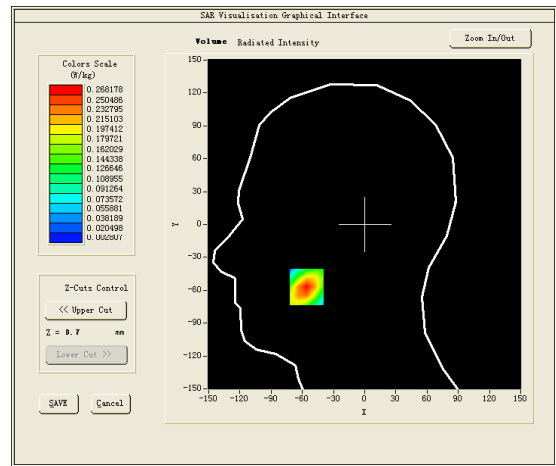 SAR Visualisation Graphical Interface
Volume Radiated Intensity
Zoom In/Out
Colors Scale
(W/kg)
0.268178
0.250486
0.232795
0.215103
0.197412
0.179721
0.162029
0.144338
0.126646
0.108955
0.091264
0.073572
0.055881
0.038189
0.020498
0.002807
Z-Cuts Control
<< Upper Cut
Z = 0.7 mm
Lower Cut >>
SAVE Cancel
150
120
90
60
30
0
-30
-60
-90
-120
-150
Y
-150 -120 -90 -60 -30 0 30 60 90 120 150
X